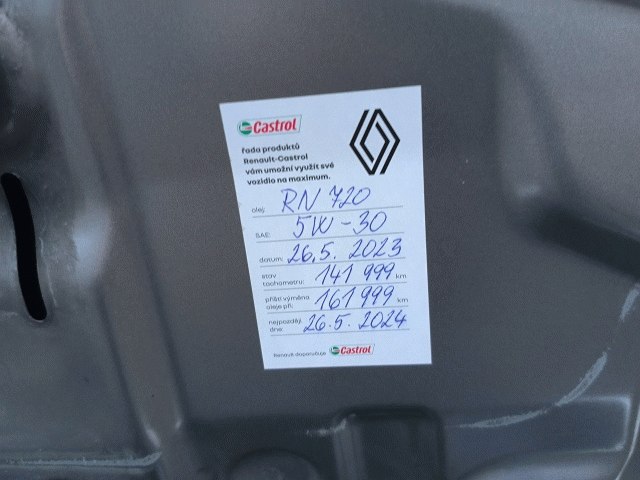 Castrol
řada produktů
Renault-Castrol
vám umožní využít své
vozidlo na maximum.
olej: RN 720
SAE: 5W-30
datum: 26.5. 2023
stav
tachometru: 141 999 km
příští výměna
oleje při: 161 999 km
nejpozději
dne: 26.5. 2024
Renault doporučuje Castrol